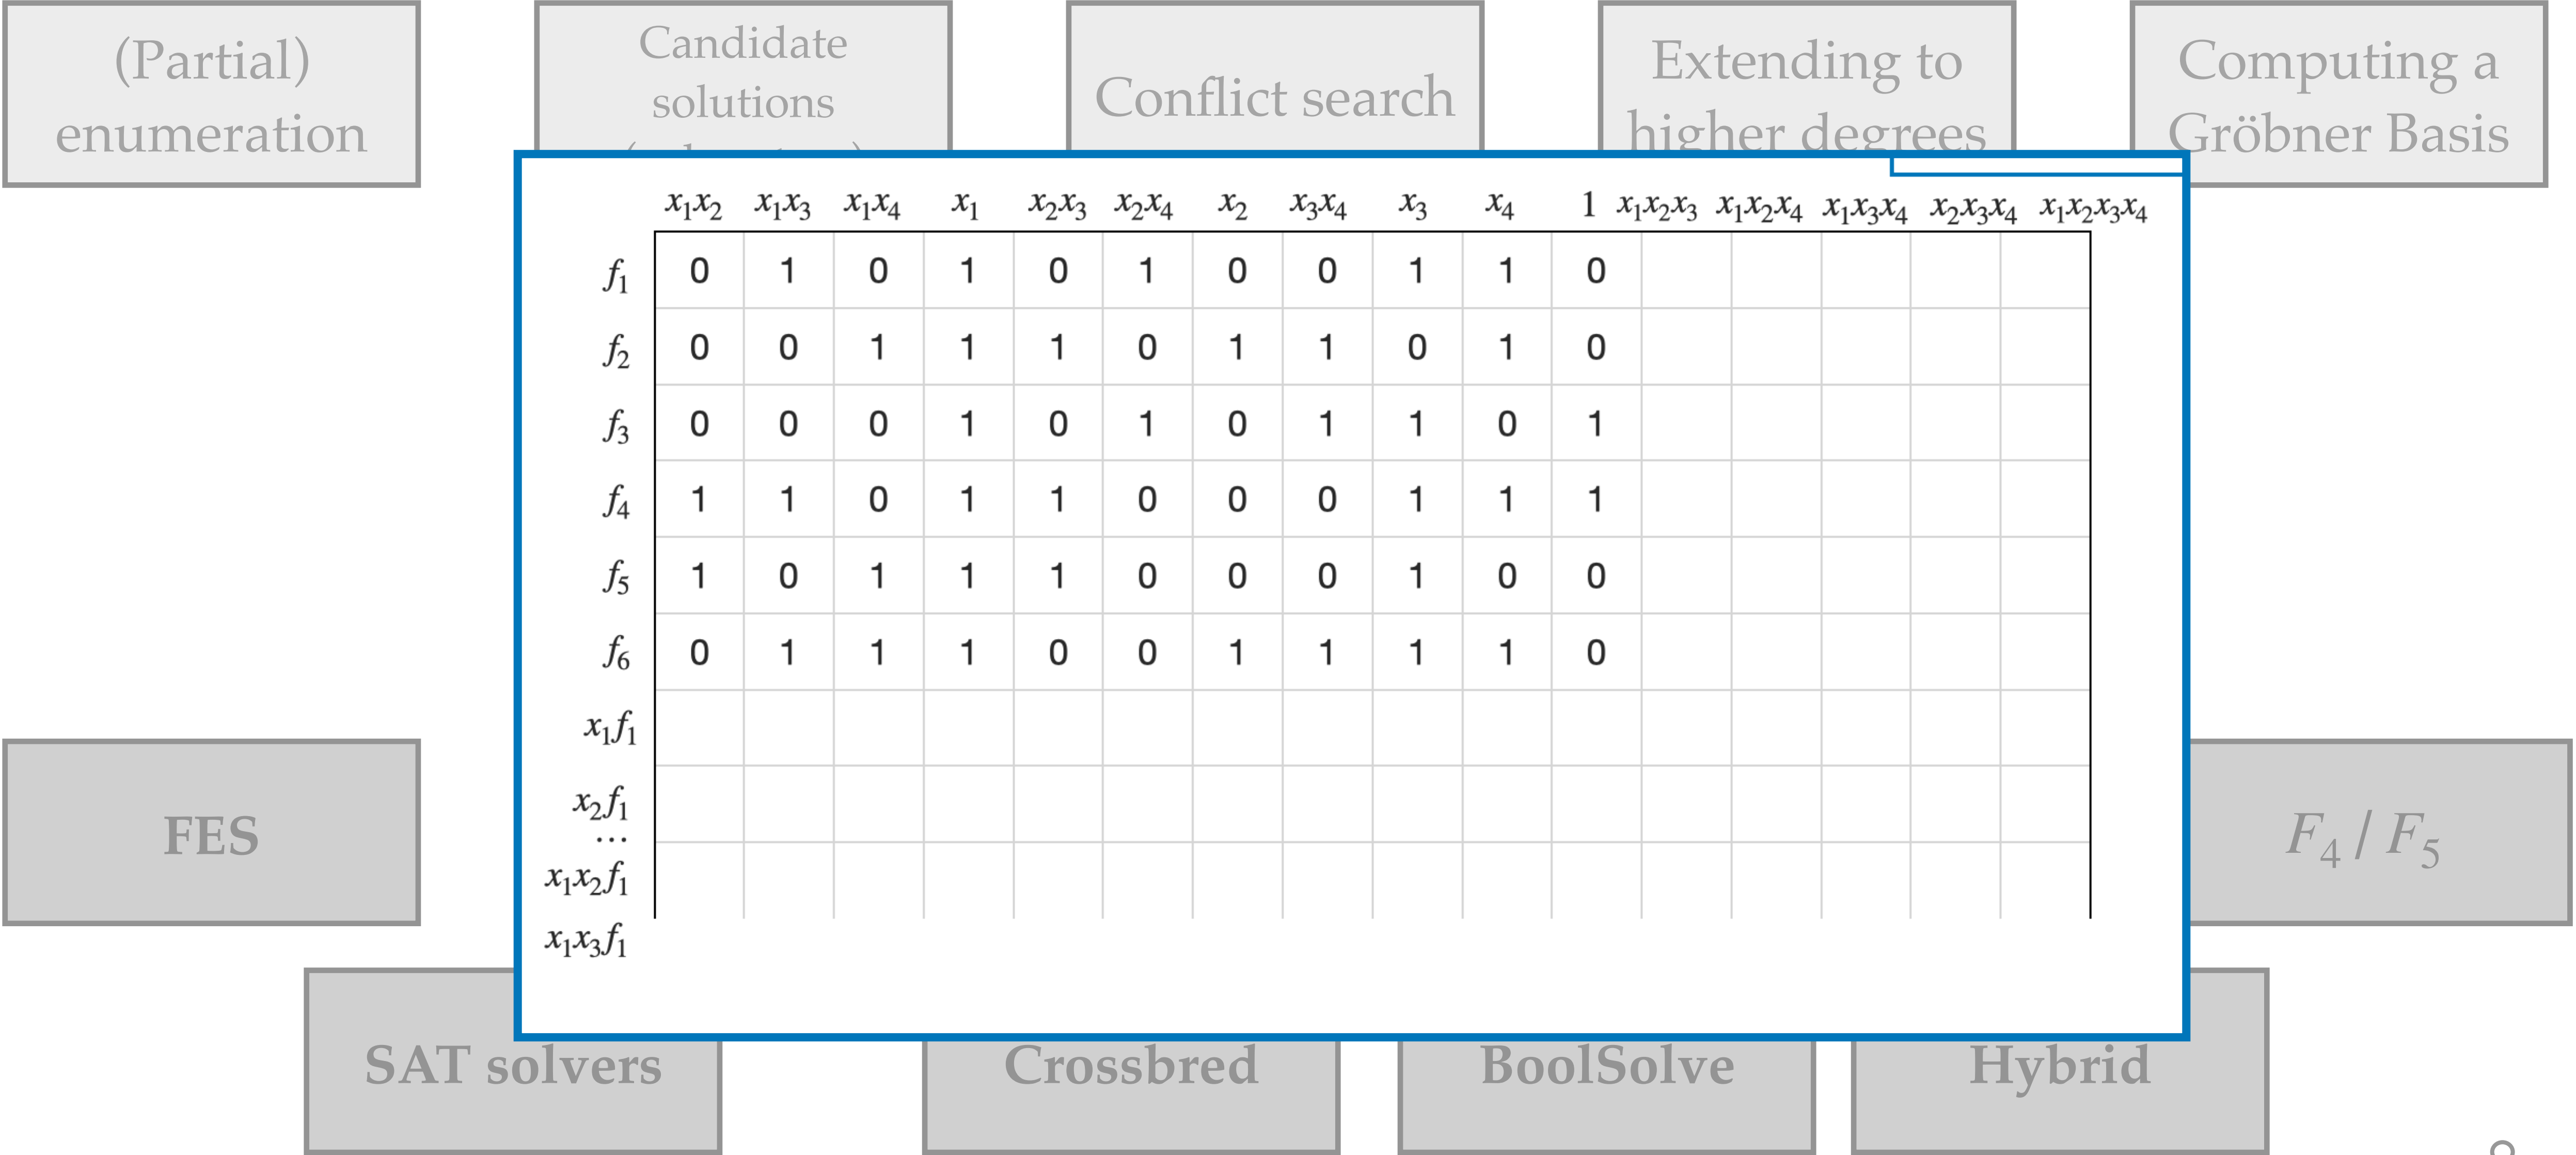 (Partial)
enumeration
Candidate
solutions
Conflict search
Extending to
higher degrees
Computing a
Gröbner Basis
x₁x₂ x₁x₃ x₁x₄ x₁ x₂x₃ x₂x₄ x₂ x₃x₄ x₃ x₄ 1 x₁x₂x₃ x₁x₂x₄ x₁x₃x₄ x₂x₃x₄ x₁x₂x₃x₄
f₁ 0 1 0 1 0 1 0 0 1 1 0
f₂ 0 0 1 1 1 0 1 1 0 1 0
f₃ 0 0 0 1 0 1 0 1 1 0 1
f₄ 1 1 0 1 1 0 0 0 1 1 1
f₅ 1 0 1 1 1 0 0 0 1 0 0
f₆ 0 1 1 1 0 0 1 1 1 1 0
x₁f₁
x₂f₁
...
x₁x₂f₁
x₁x₃f₁
FES
F₄ / F₅
SAT solvers
Crossbred
BoolSolve
Hybrid